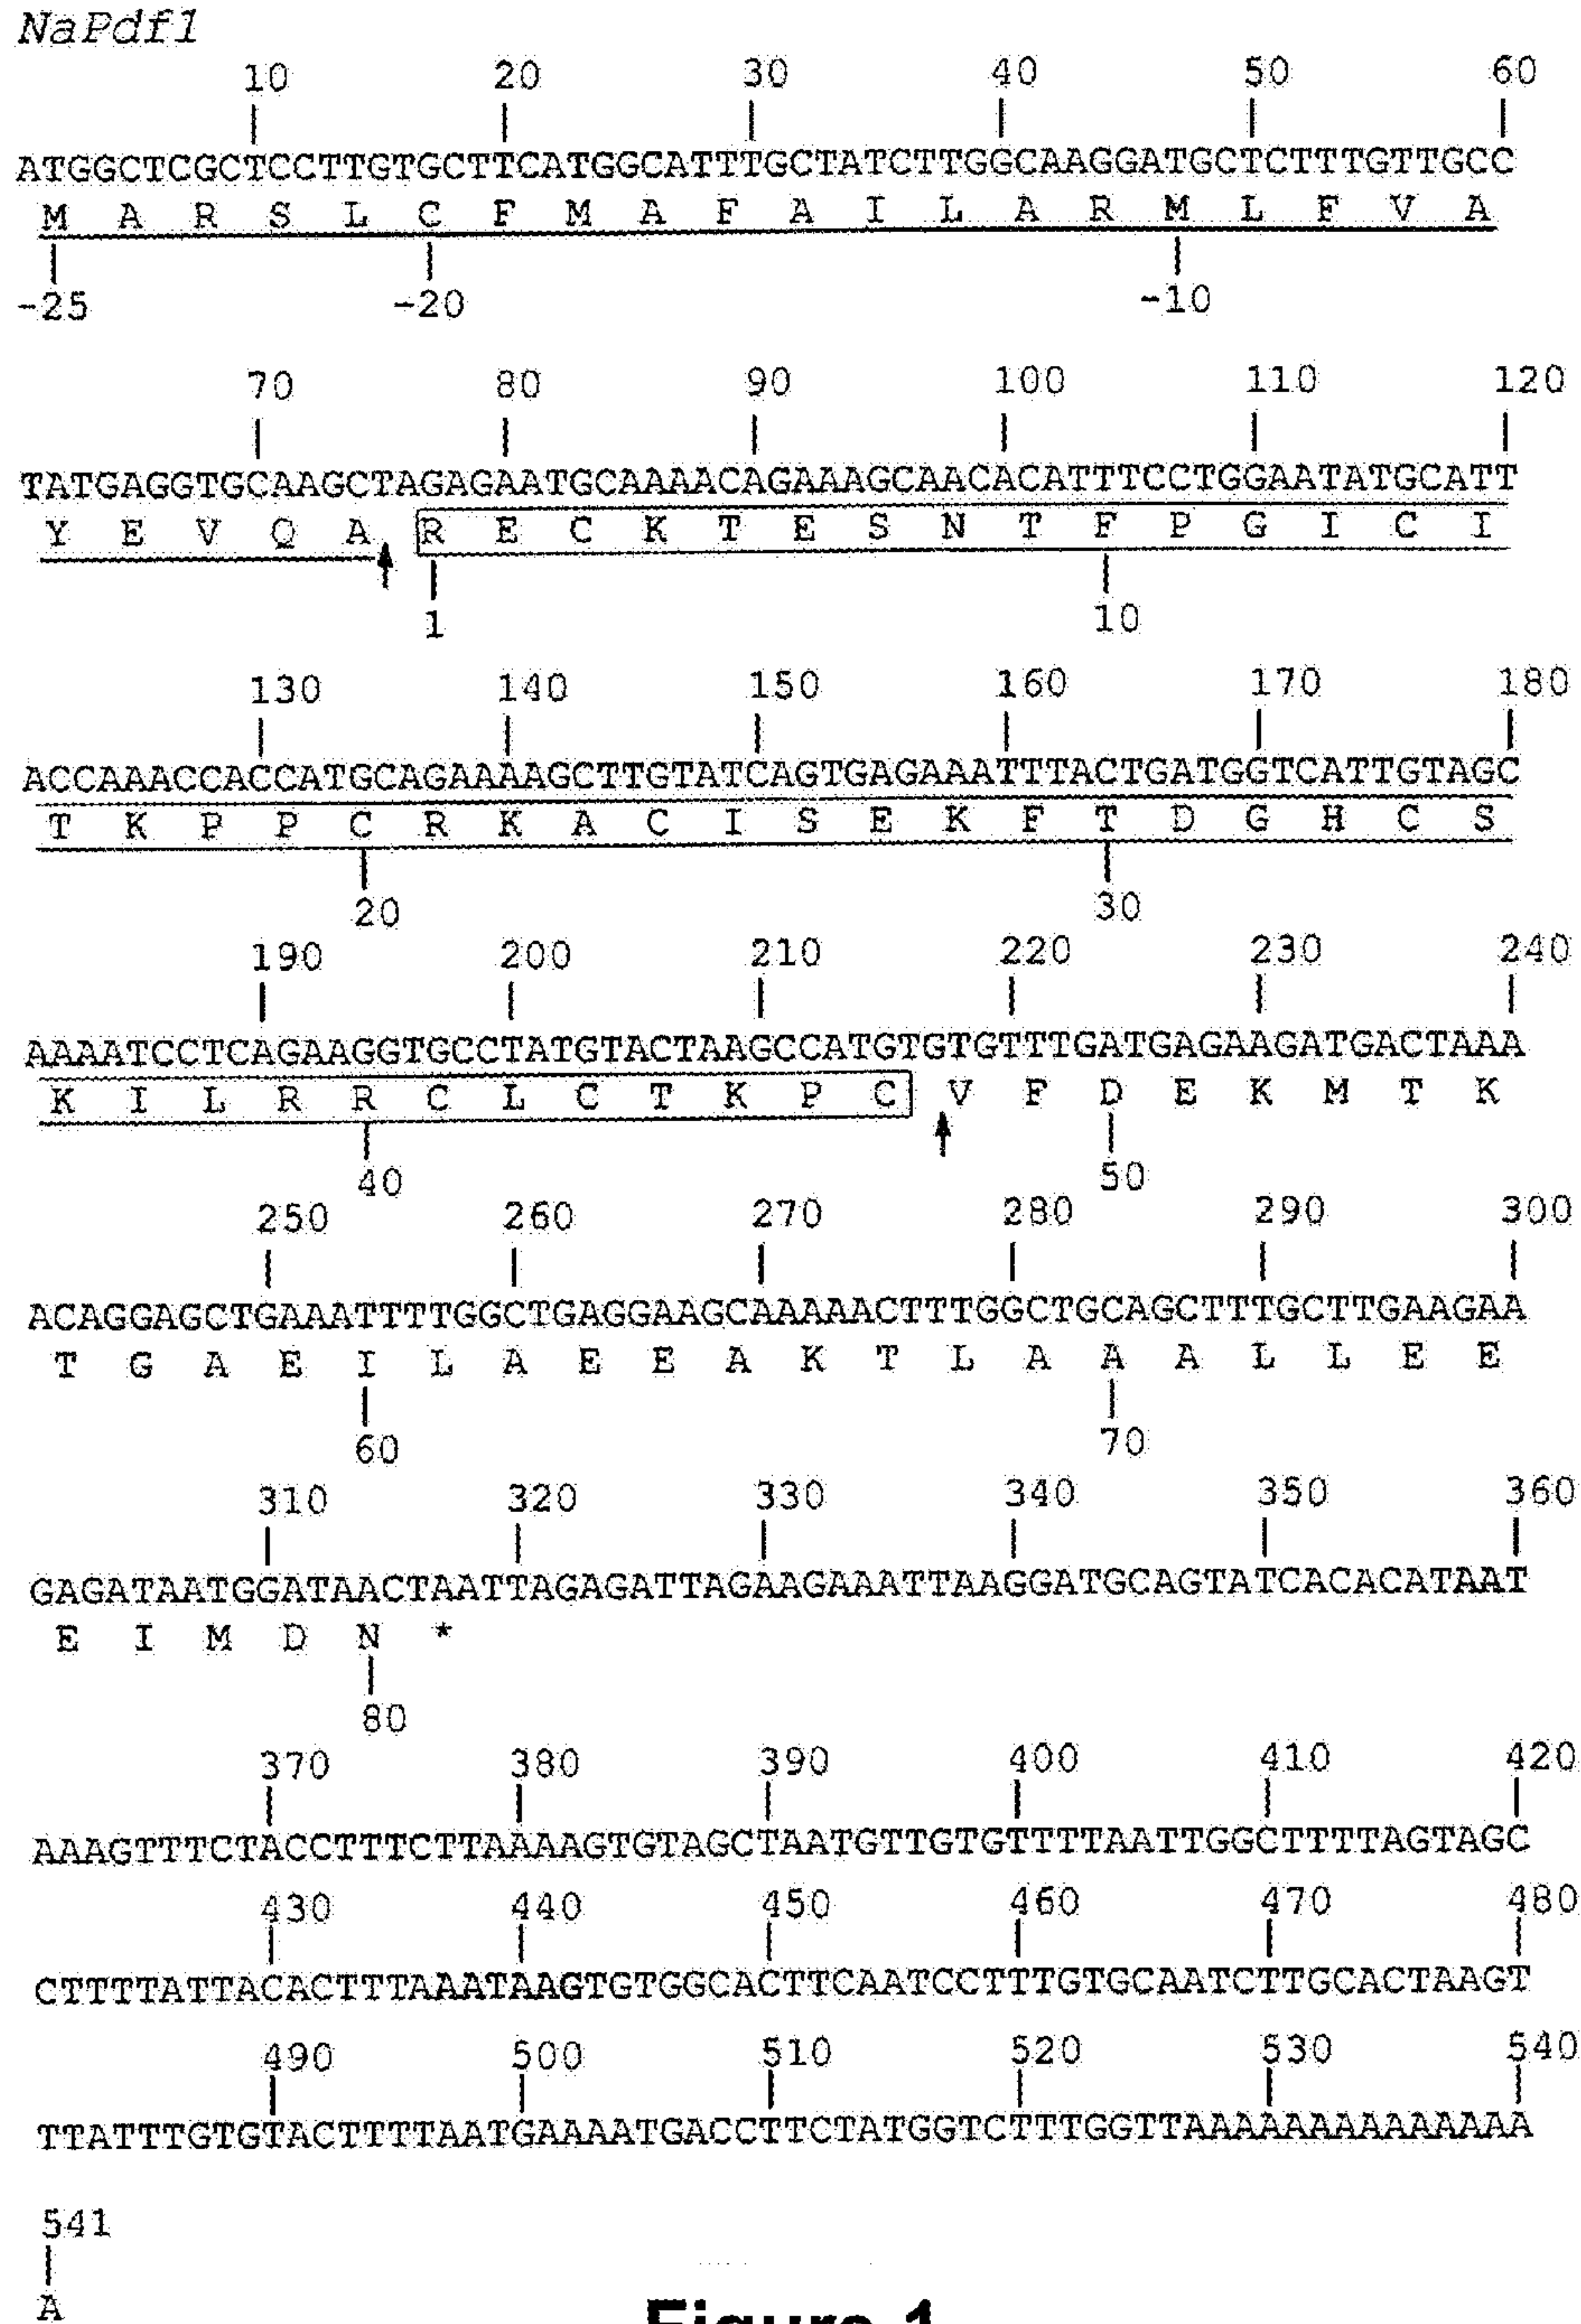 NaPdf1
10 20 30 40 50 60
ATGGCTCGCTCCTTGTGCTTCATGGCATTTGCTATCTTGGCAAGGATGCTCTTTGTTGCC
M A R S L C F M A F A I L A R M L F V A
-25 -20 -10
70 80 90 100 110 120
TATGAGGTGCAAGCTAGAGAATGCAAAACAGAAAGCAACACATTTCCTGGAATATGCATT
Y E V Q A R E C K T E S N T F P G I C I
1 10
130 140 150 160 170 180
ACCAAACCACCATGCAGAAAAGCTTGTATCAGTGAGAAATTTACTGATGGTCATTGTAGC
T K P P C R K A C I S E K F T D G H C S
20 30
190 200 210 220 230 240
AAAATCCTCAGAAGGTGCCTATGTACTAAGCCATGTGTGTTTGATGAGAAGATGACTAAA
K I L R R C L C T K P C V F D E K M T K
40 50
250 260 270 280 290 300
ACAGGAGCTGAAATTTTGGCTGAGGAAGCAAAAACTTTGGCTGCAGCTTTGCTTGAAGAA
T G A E I L A E E A K T L A A A L L E E
60 70
310 320 330 340 350 360
GAGATAATGGATAACTAATTAGAGATTAGAAGAAATTAAGGATGCAGTATCACACATAAT
E I M D N *
80
370 380 390 400 410 420
AAAGTTTCTACCTTTCTTAAAAGTGTAGCTAATGTTGTGTTTTAATTGGCTTTTAGTAGC
430 440 450 460 470 480
CTTTTATTACACTTTAAATAAGTGTGGCACTTCAATCCTTTGTGCAATCTTGCACTAAGT
490 500 510 520 530 540
TTATTTGTGTACTTTTAATGAAAATGACCTTCTATGGTCTTTGGTTAAAAAAAAAAAAAA
541
A
Figure 1